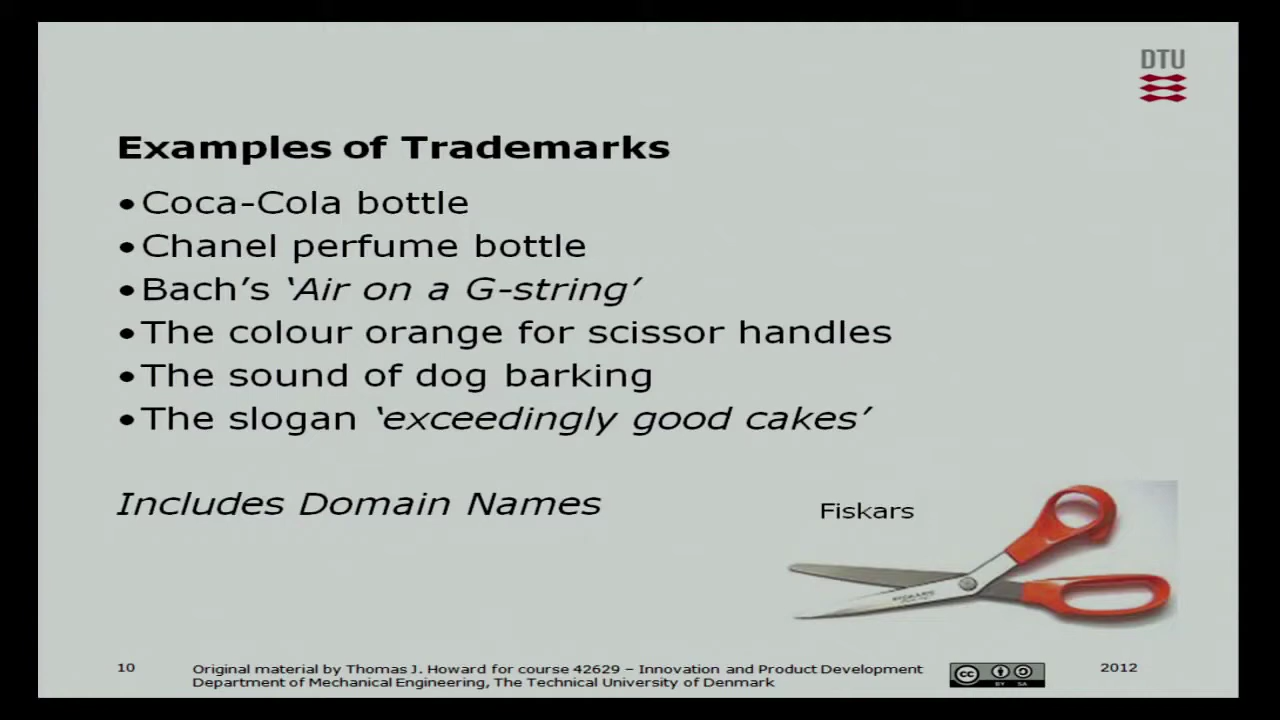 DTU
Examples of Trademarks
•Coca-Cola bottle
•Chanel perfume bottle
•Bach's ‘Air on a G-string’
•The colour orange for scissor handles
•The sound of dog barking
•The slogan ‘exceedingly good cakes’
Includes Domain Names
Fiskars
10
Original material by Thomas J. Howard for course 42629 – Innovation and Product Development
Department of Mechanical Engineering, The Technical University of Denmark
cc
BY SA
2012